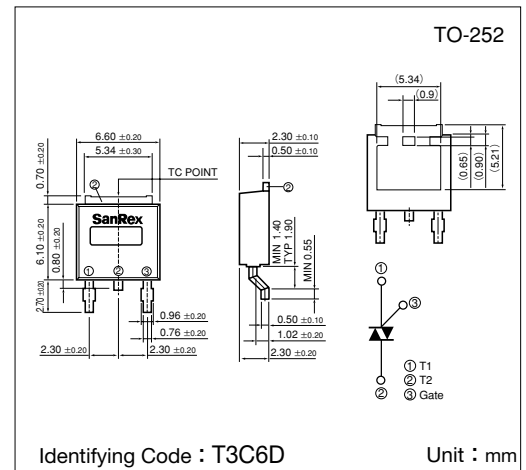 TO-252
(5.34)
(0.9)
6.60 ±0.20
5.34 ±0.30
0.70 ±0.20
②
TC POINT
2.30 ±0.10
0.50 ±0.10
②
(0.65)
(0.90)
(5.21)
SanRex
6.10 ±0.20
0.80 ±0.20
① ② ③
2.70 ±0.20
MIN 1.40
TYP 1.90
MIN 0.55
0.96 ±0.20
0.76 ±0.20
2.30 ±0.20
2.30 ±0.20
0.50 ±0.10
1.02 ±0.20
2.30 ±0.20
①
③
②
① T1
② T2
③ Gate
Identifying Code : T3C6D
Unit : mm